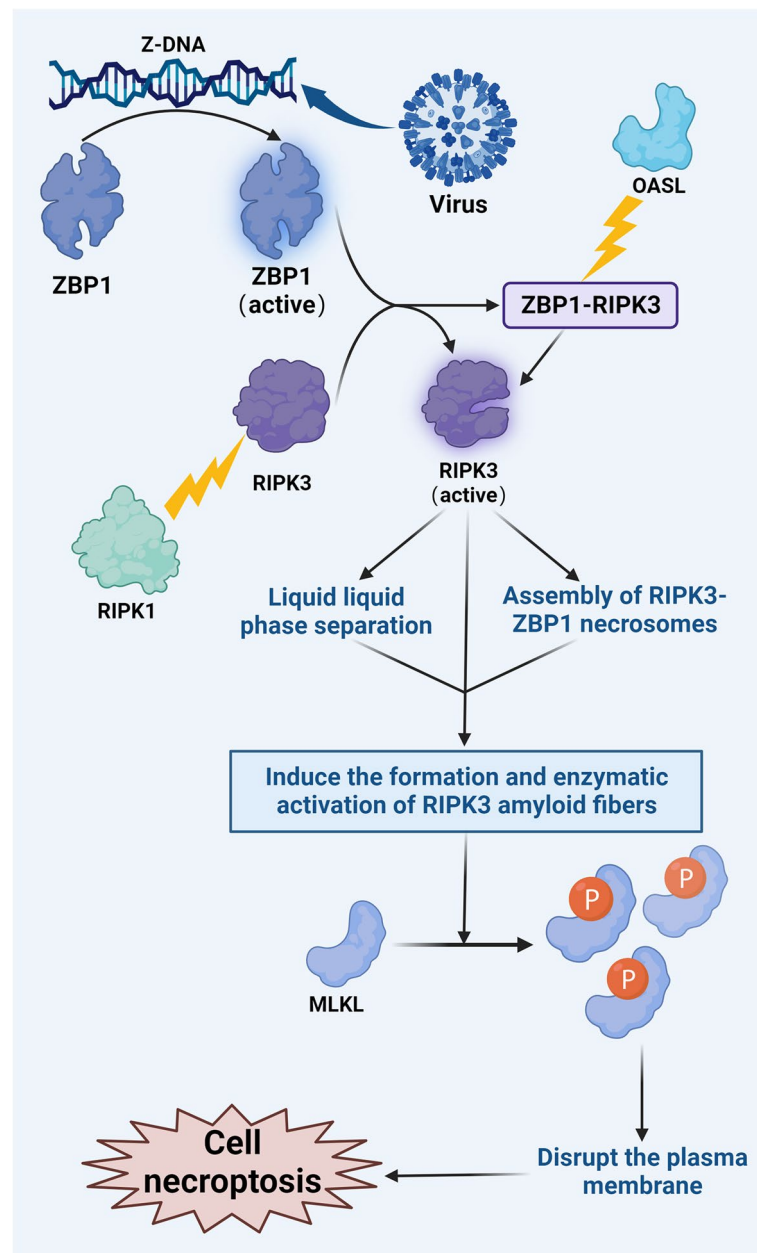 Z-DNA
Virus
OASL
ZBP1
ZBP1
(active)
ZBP1-RIPK3
RIPK3
RIPK3
(active)
RIPK1
Liquid liquid
phase separation
Assembly of RIPK3-
ZBP1 necrosomes
Induce the formation and enzymatic
activation of RIPK3 amyloid fibers
P
P
P
MLKL
Disrupt the plasma
membrane
Cell
necroptosis